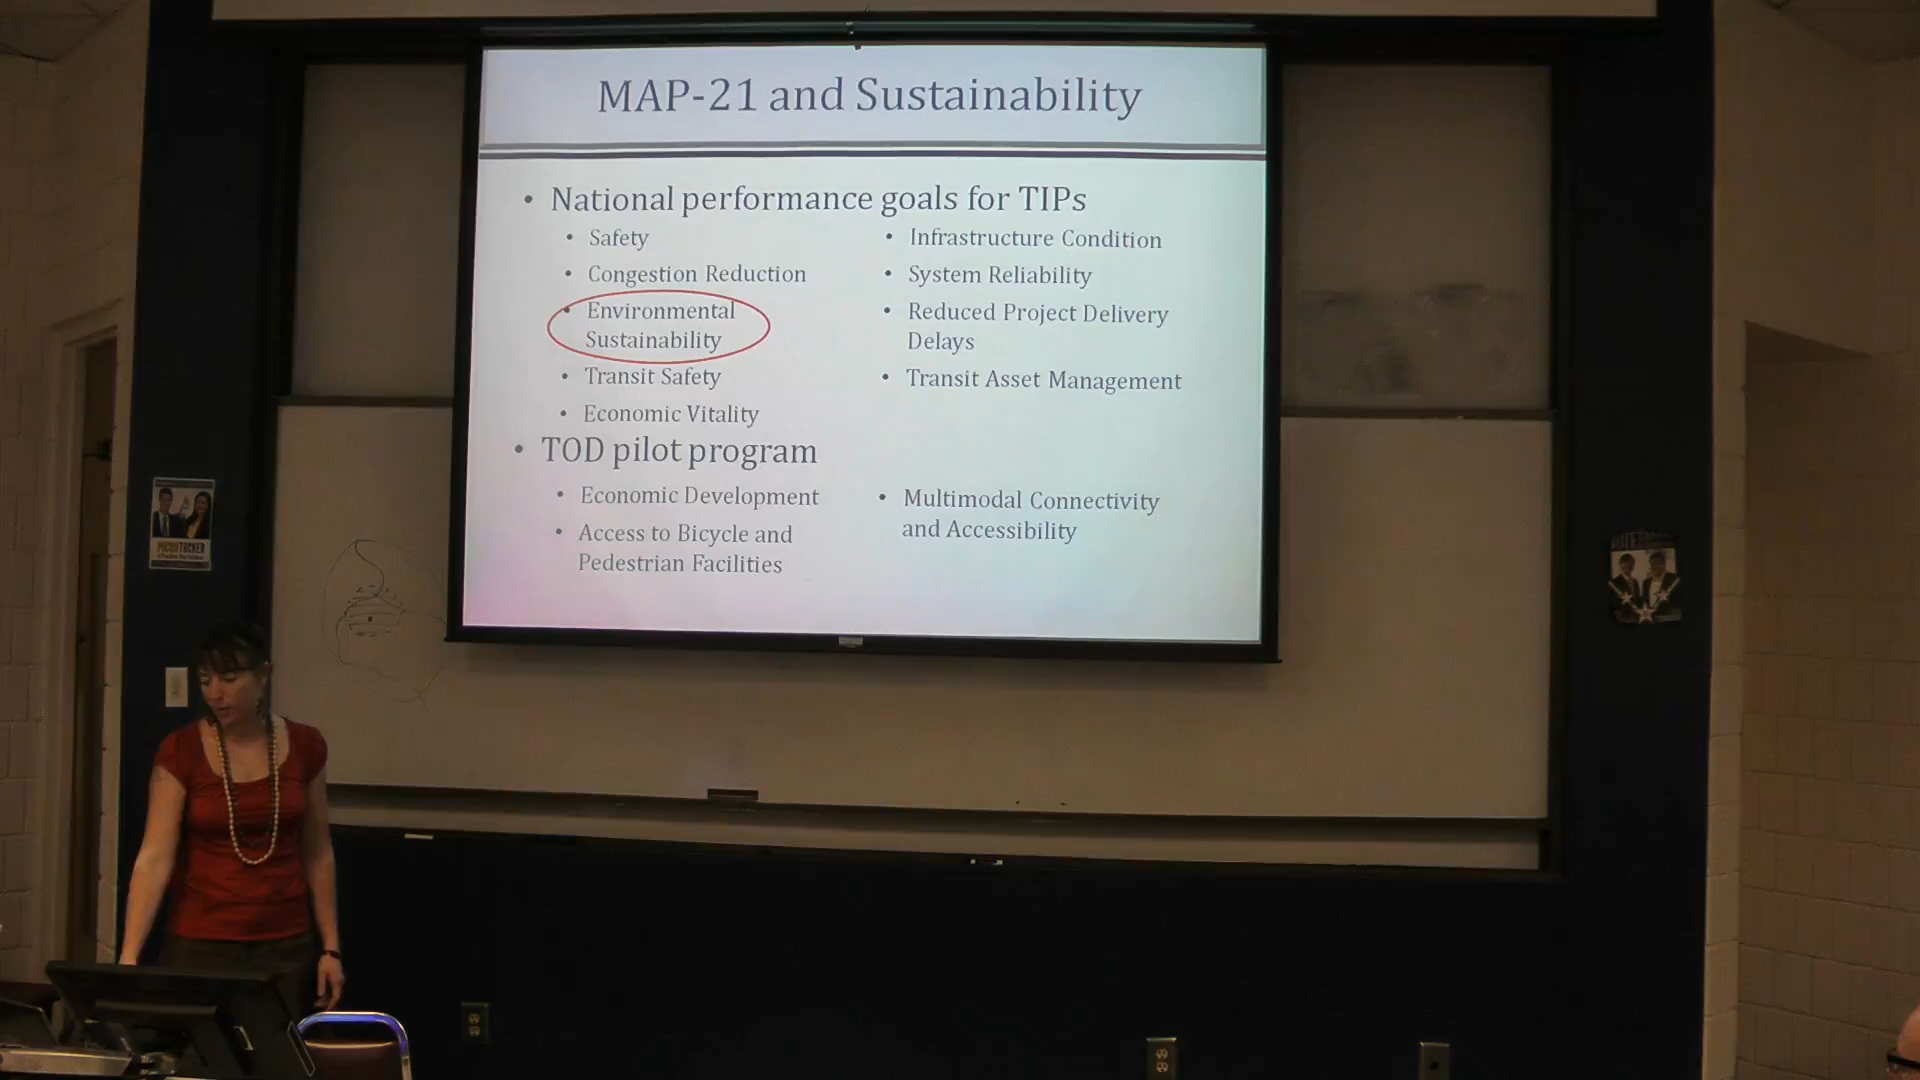 MAP-21 and Sustainability
• National performance goals for TIPs
• Safety
• Congestion Reduction
• Environmental
Sustainability
• Transit Safety
• Economic Vitality
• Infrastructure Condition
• System Reliability
• Reduced Project Delivery
Delays
• Transit Asset Management
• TOD pilot program
• Economic Development
• Access to Bicycle and
Pedestrian Facilities
• Multimodal Connectivity
and Accessibility
TUCKER